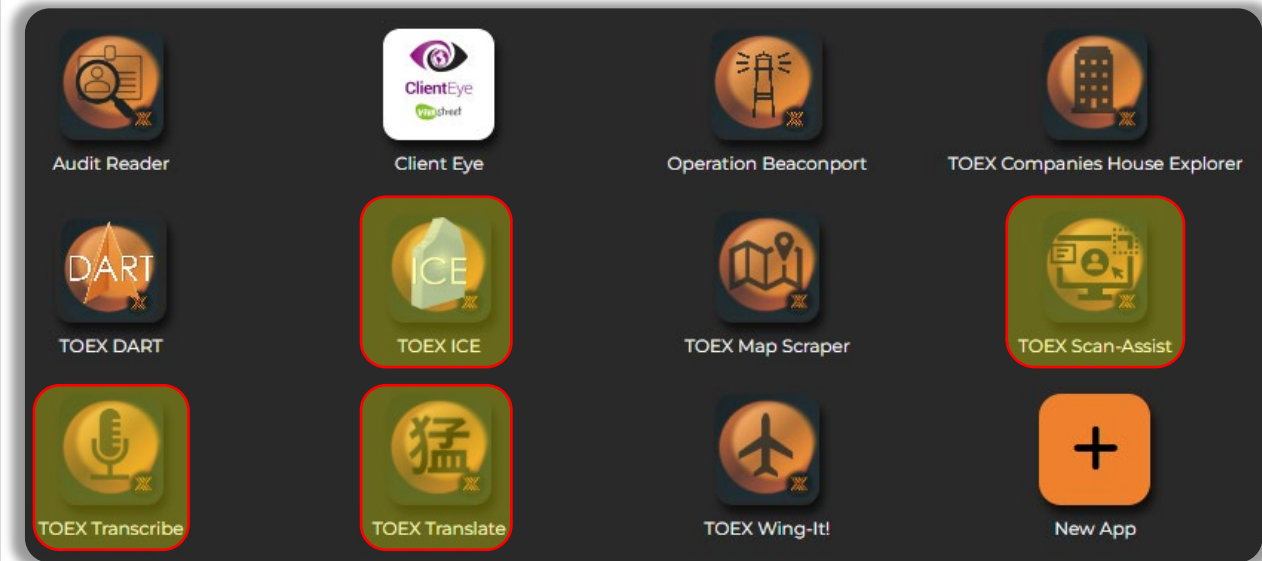 ClientEye
vivastreet
Audit Reader
Client Eye
Operation Beaconport
TOEX Companies House Explorer
DART
ICE
TOEX DART
TOEX ICE
TOEX Map Scraper
TOEX Scan-Assist
猛
TOEX Transcribe
TOEX Translate
TOEX Wing-It!
New App